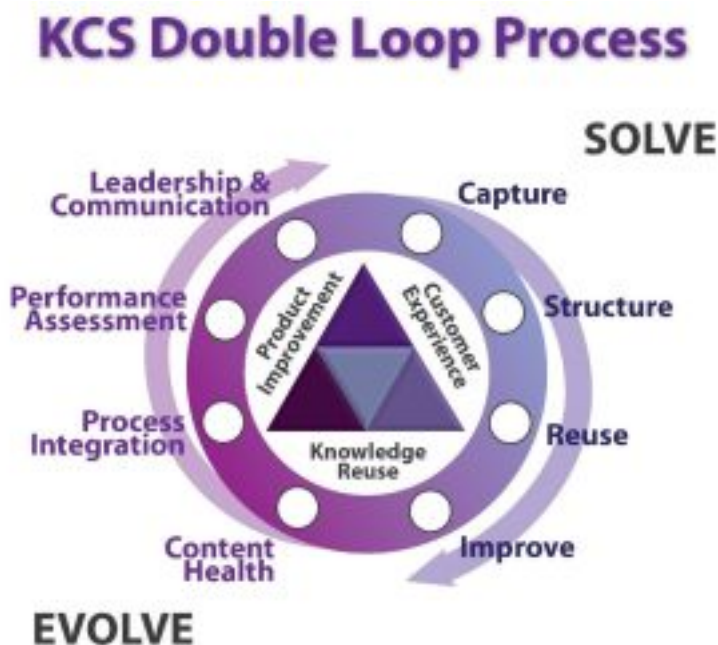 KCS Double Loop Process
SOLVE
Leadership &
Communication
Capture
Performance
Assessment
Structure
Product
Improvement
Customer
Experience
Process
Integration
Reuse
Knowledge
Reuse
Content
Health
Improve
EVOLVE